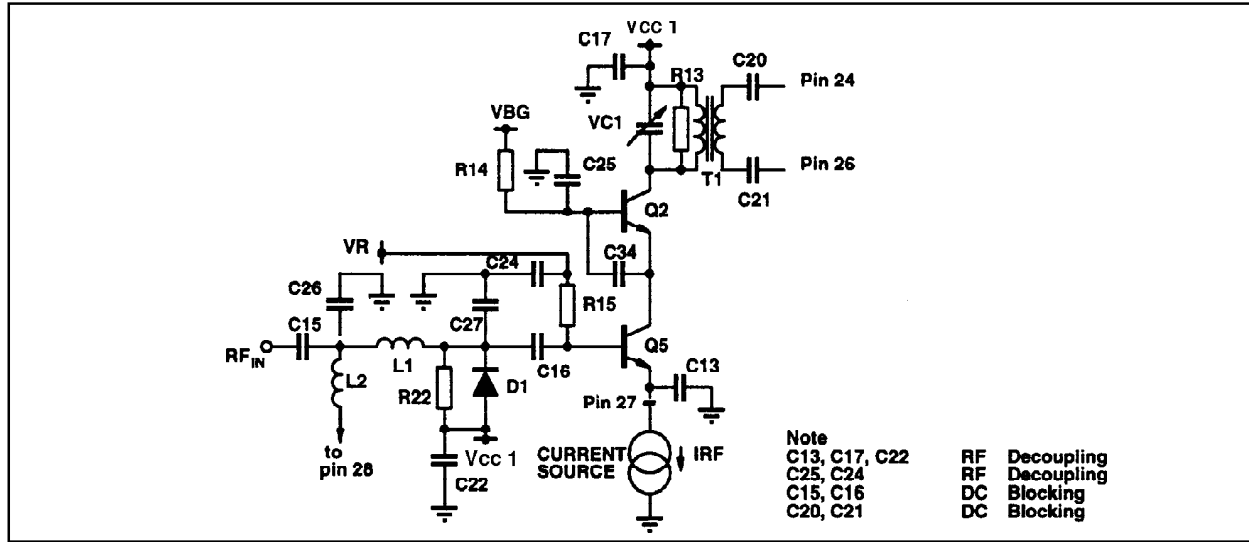 VCC 1
C17
C20
R13
Pin 24
VBG
VC1
C25
R14
Pin 26
T1
C21
Q2
VR
C34
C24
C26
R15
C15
C27
RFIN
L1
Q5
L2
C16
C13
R22
D1
Pin 27
to
pin 28
Vcc 1
CURRENT
SOURCE
IRF
C22
Note
C13, C17, C22 RF Decoupling
C25, C24 RF Decoupling
C15, C16 DC Blocking
C20, C21 DC Blocking